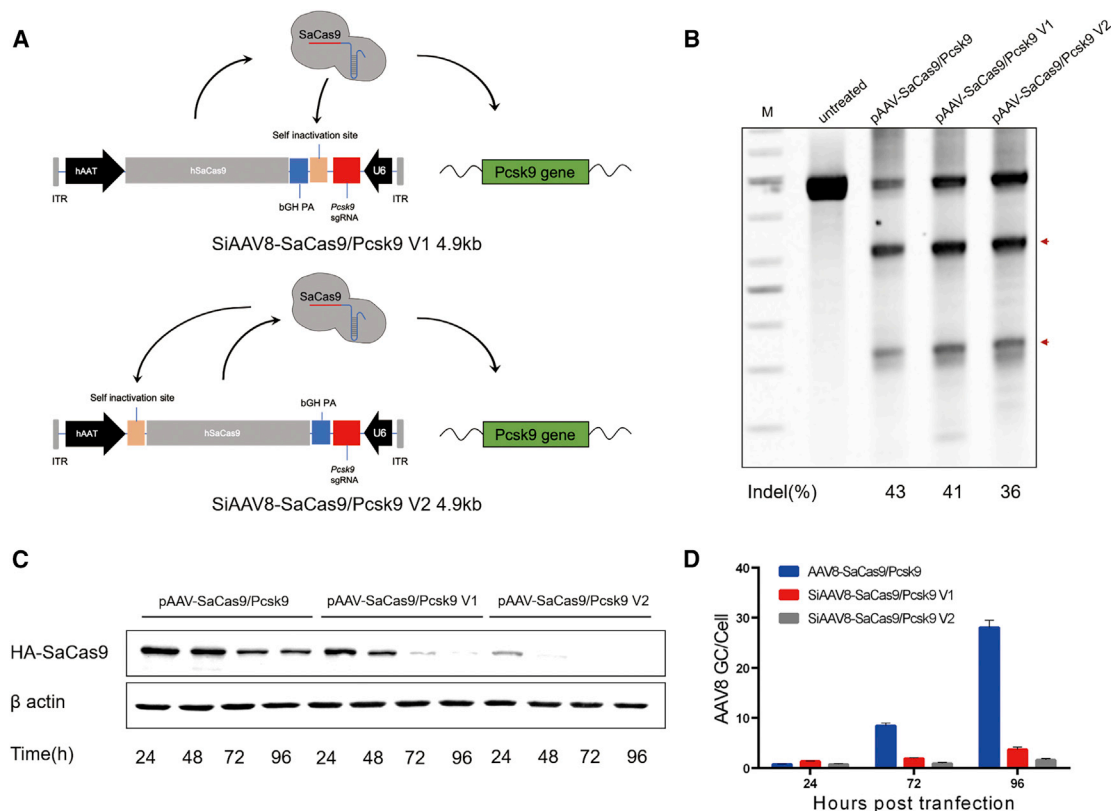 A
SaCas9
Self inactivation site
hAAT
hSaCas9
U6
ITR
bGH PA
Pcsk9
sgRNA
ITR
Pcsk9 gene
SiAAV8-SaCas9/Pcsk9 V1 4.9kb
SaCas9
Self inactivation site
bGH PA
hAAT
hSaCas9
U6
ITR
Pcsk9
sgRNA
ITR
Pcsk9 gene
SiAAV8-SaCas9/Pcsk9 V2 4.9kb
B
M
untreated
pAAV-SaCas9/Pcsk9
pAAV-SaCas9/Pcsk9 V1
pAAV-SaCas9/Pcsk9 V2
Indel(%) 43 41 36
C
pAAV-SaCas9/Pcsk9 pAAV-SaCas9/Pcsk9 V1 pAAV-SaCas9/Pcsk9 V2
HA-SaCas9
β actin
Time(h) 24 48 72 96 24 48 72 96 24 48 72 96
D
AAV8 GC/Cell
40
30
20
10
0
AAV8-SaCas9/Pcsk9
SiAAV8-SaCas9/Pcsk9 V1
SiAAV8-SaCas9/Pcsk9 V2
24 72 96
Hours post tranfection